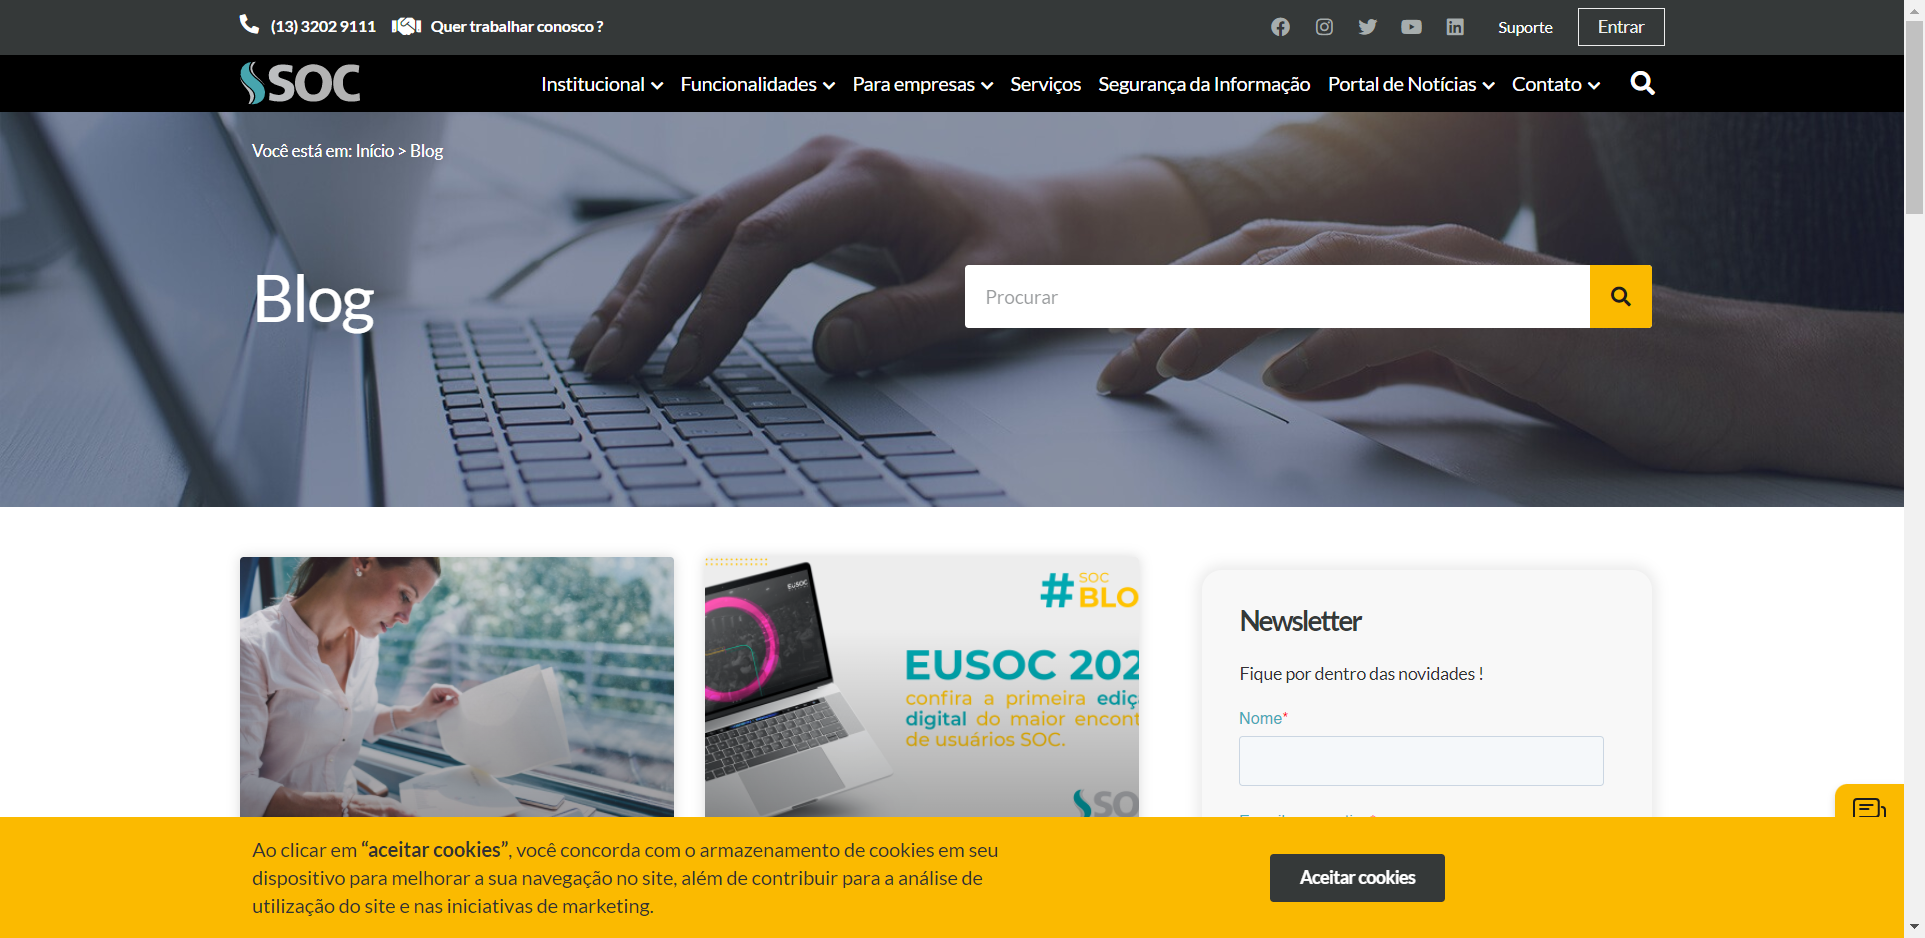 (13) 3202 9111 Quer trabalhar conosco ? Suporte Entrar
SOC Institucional Funcionalidades Para empresas Serviços Segurança da Informação Portal de Notícias Contato
Você está em: Início > Blog
Blog
Procurar
EuSOC
#SOC
BLO
EUSOC 202
confira a primeira ediç
digital do maior encont
de usuários SOC.
SO
Newsletter
Fique por dentro das novidades !
Nome*
Ao clicar em “aceitar cookies”, você concorda com o armazenamento de cookies em seu
dispositivo para melhorar a sua navegação no site, além de contribuir para a análise de
utilização do site e nas iniciativas de marketing.
Aceitar cookies